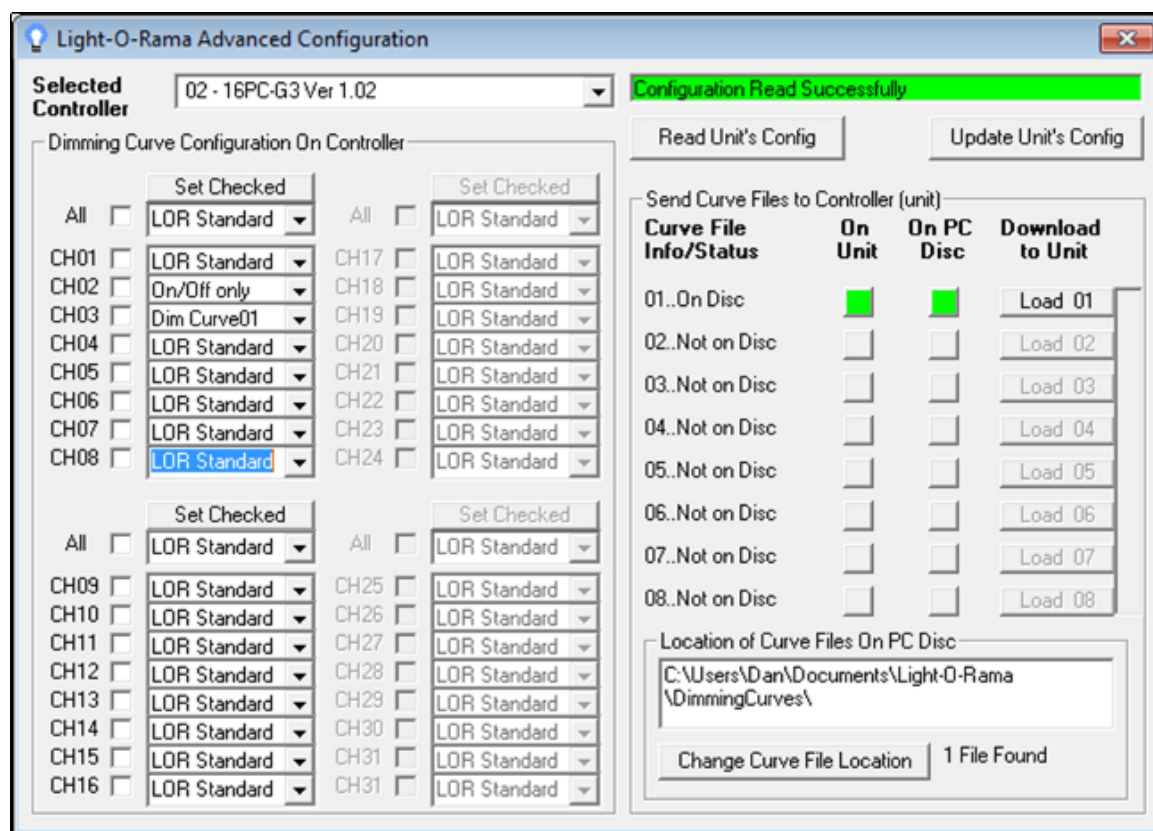 Light-O-Rama Advanced Configuration
Selected Controller
02 - 16PC-G3 Ver 1.02
Configuration Read Successfully
Read Unit's Config
Update Unit's Config
Dimming Curve Configuration On Controller
Set Checked
Set Checked
All LOR Standard All LOR Standard
CH01 LOR Standard CH17 LOR Standard
CH02 On/Off only CH18 LOR Standard
CH03 Dim Curve01 CH19 LOR Standard
CH04 LOR Standard CH20 LOR Standard
CH05 LOR Standard CH21 LOR Standard
CH06 LOR Standard CH22 LOR Standard
CH07 LOR Standard CH23 LOR Standard
CH08 LOR Standard CH24 LOR Standard
Set Checked
Set Checked
All LOR Standard All LOR Standard
CH09 LOR Standard CH25 LOR Standard
CH10 LOR Standard CH26 LOR Standard
CH11 LOR Standard CH27 LOR Standard
CH12 LOR Standard CH28 LOR Standard
CH13 LOR Standard CH29 LOR Standard
CH14 LOR Standard CH30 LOR Standard
CH15 LOR Standard CH31 LOR Standard
CH16 LOR Standard CH31 LOR Standard
Send Curve Files to Controller (unit)
Curve File On On PC Download
Info/Status Unit Disc to Unit
01..On Disc Load 01
02..Not on Disc Load 02
03..Not on Disc Load 03
04..Not on Disc Load 04
05..Not on Disc Load 05
06..Not on Disc Load 06
07..Not on Disc Load 07
08..Not on Disc Load 08
Location of Curve Files On PC Disc
C:\Users\Dan\Documents\Light-O-Rama
\DimmingCurves\
Change Curve File Location 1 File Found